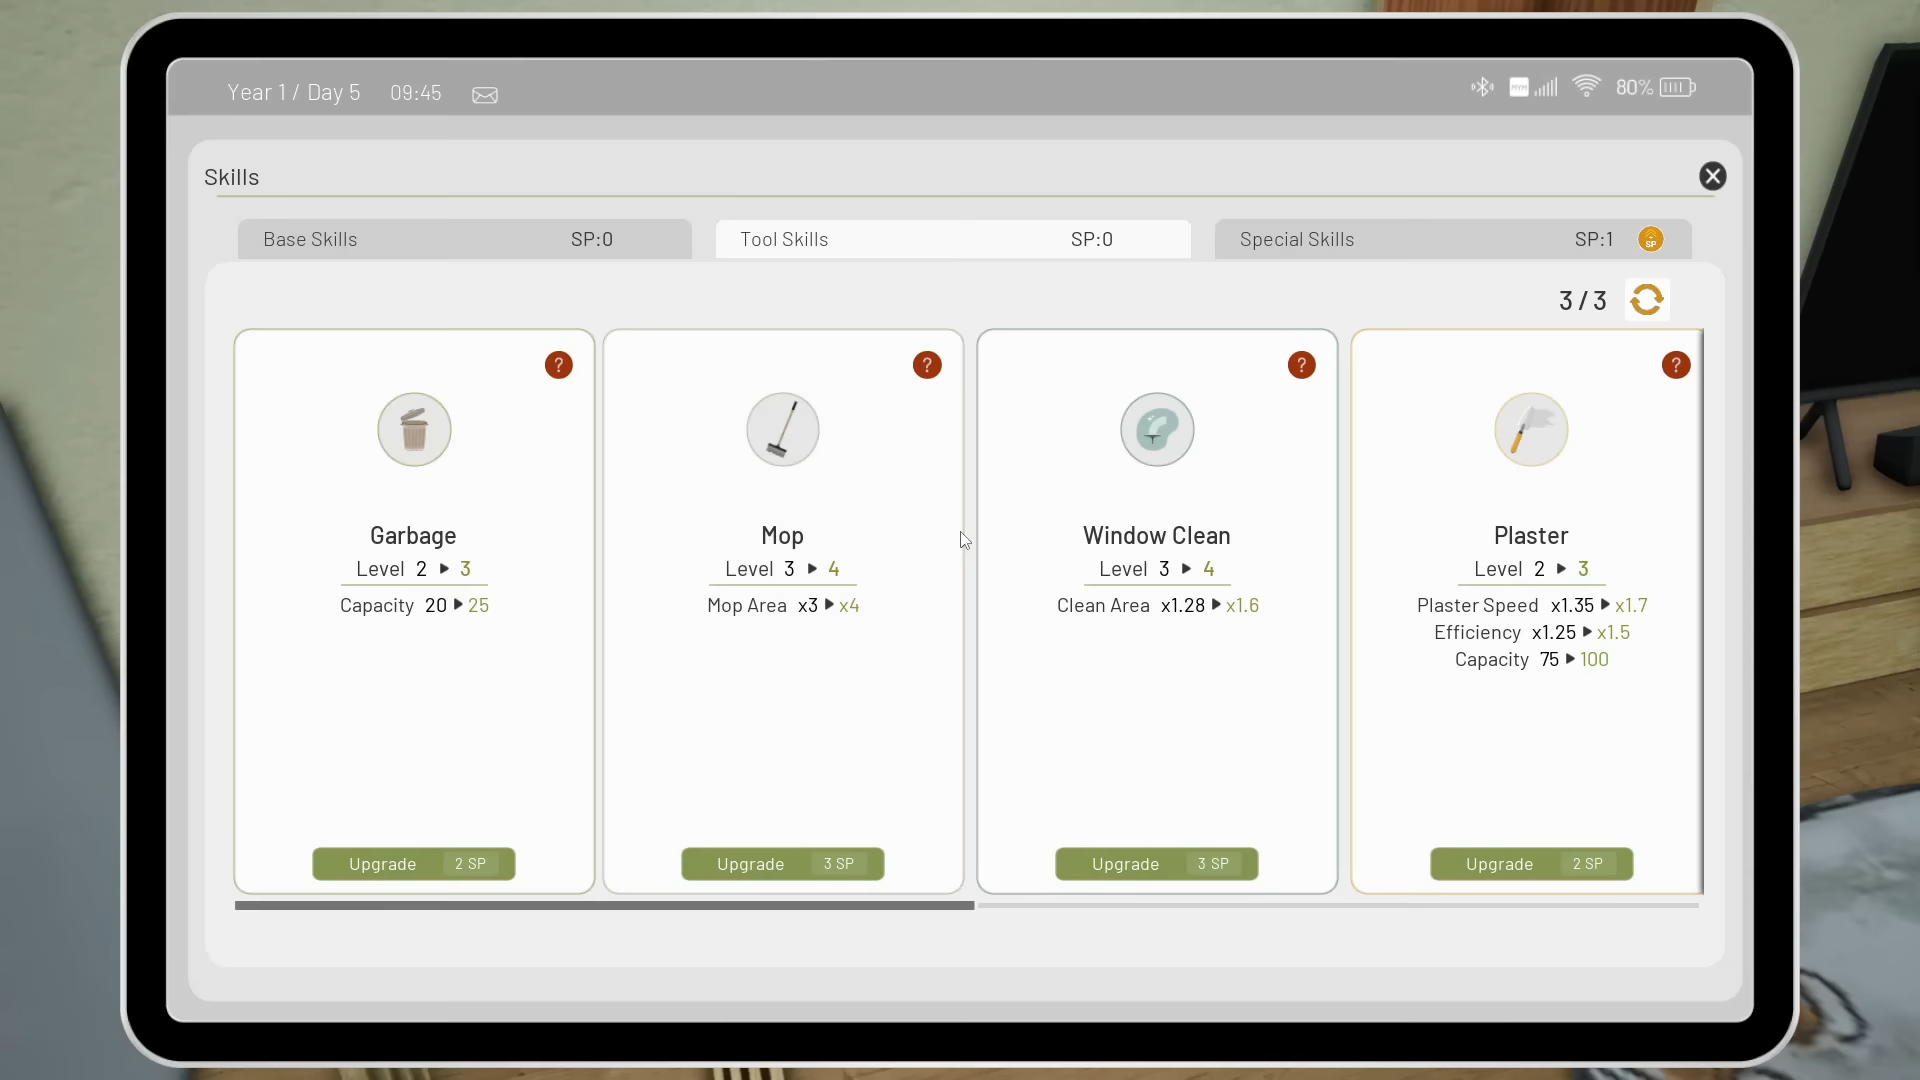 Year 1 / Day 5 09:45 80%
Skills
Base Skills SP:0 Tool Skills SP:0 Special Skills SP:1 SP
3 / 3
? ? ? ?
Garbage Mop Window Clean Plaster
Level 2 ▸ 3 Level 3 ▸ 4 Level 3 ▸ 4 Level 2 ▸ 3
Capacity 20 ▸ 25 Mop Area x3 ▸ x4 Clean Area x1.28 ▸ x1.6 Plaster Speed x1.35 ▸ x1.7
Efficiency x1.25 ▸ x1.5
Capacity 75 ▸ 100
Upgrade 2 SP Upgrade 3 SP Upgrade 3 SP Upgrade 2 SP